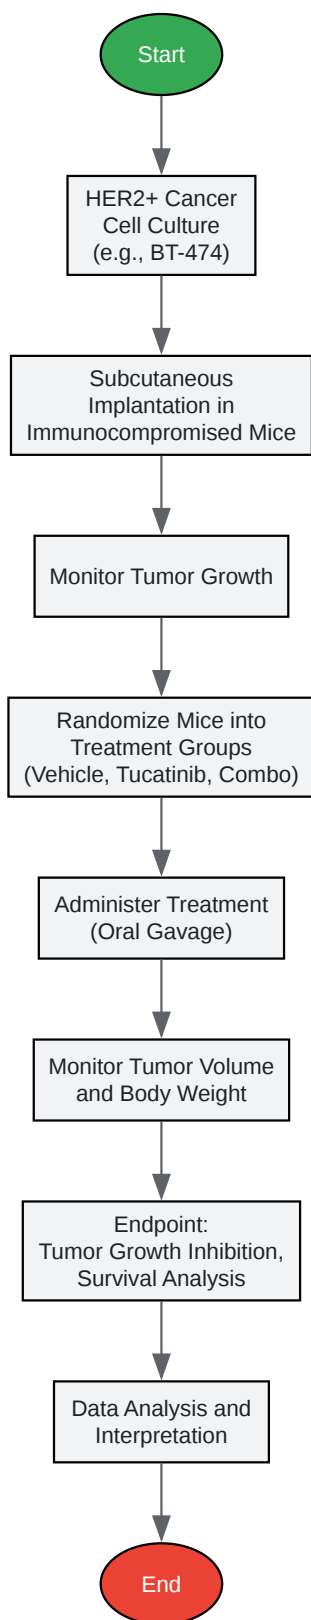 Start
HER2+ Cancer
Cell Culture
(e.g., BT-474)
Subcutaneous
Implantation in
Immunocompromised Mice
Monitor Tumor Growth
Randomize Mice into
Treatment Groups
(Vehicle, Tucatinib, Combo)
Administer Treatment
(Oral Gavage)
Monitor Tumor Volume
and Body Weight
Endpoint:
Tumor Growth Inhibition,
Survival Analysis
Data Analysis and
Interpretation
End